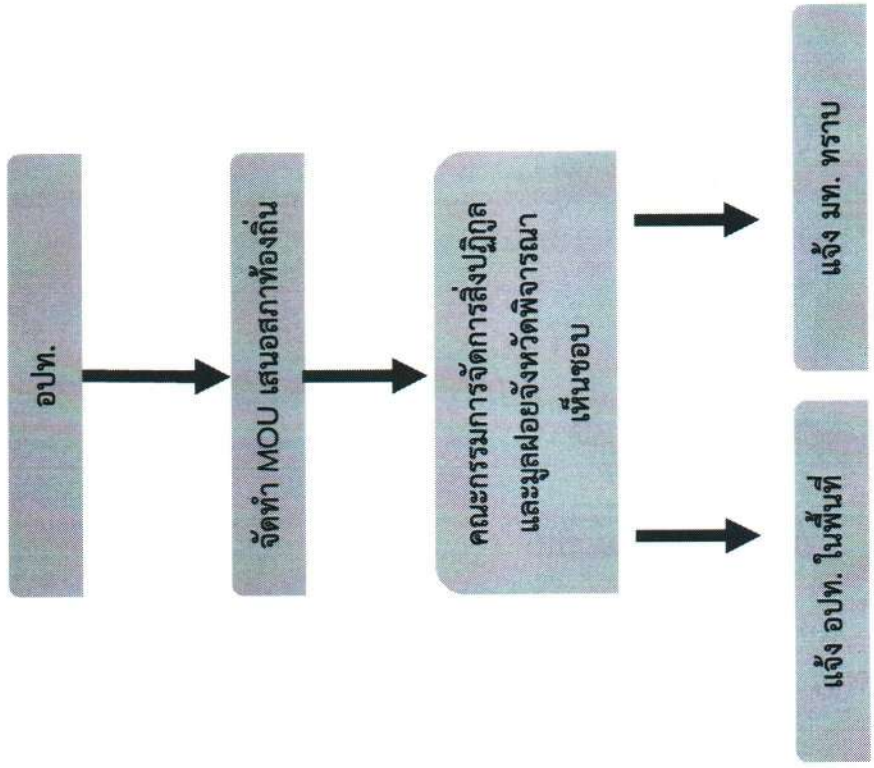 อปท.
จัดทำ MOU เสนอสภาท้องถิ่น
คณะกรรมการจัดการสิ่งปฏิกูล
และมูลฝอยจังหวัดพิจารณา
เห็นชอบ
แจ้ง อปท. ในพื้นที่
แจ้ง มท. ทราบ